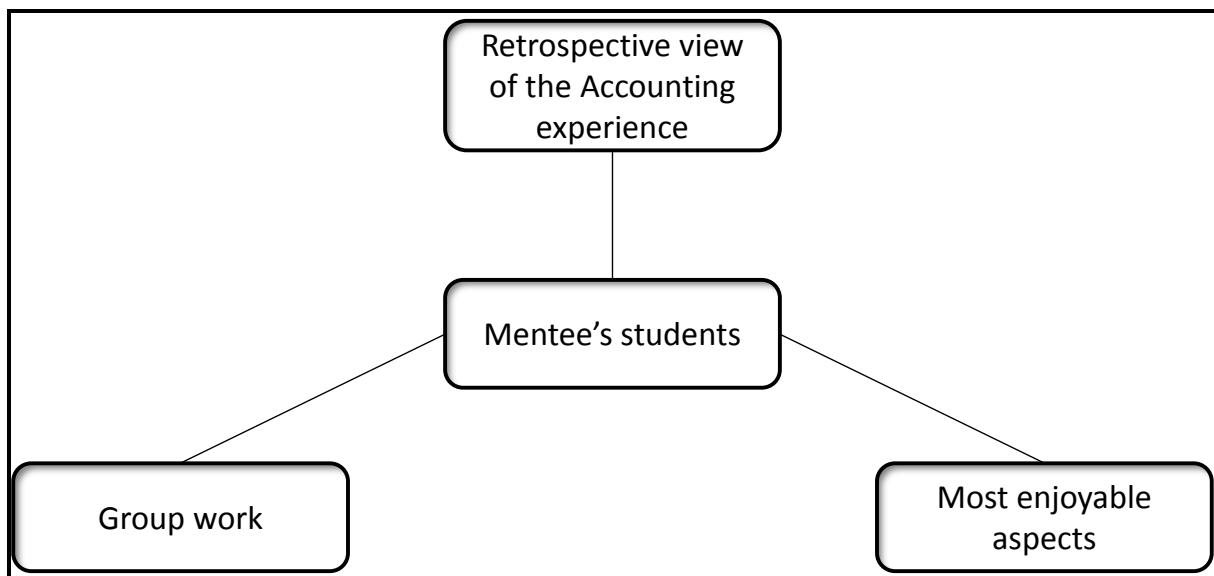 Retrospective view
of the Accounting
experience
Mentee’s students
Group work
Most enjoyable
aspects